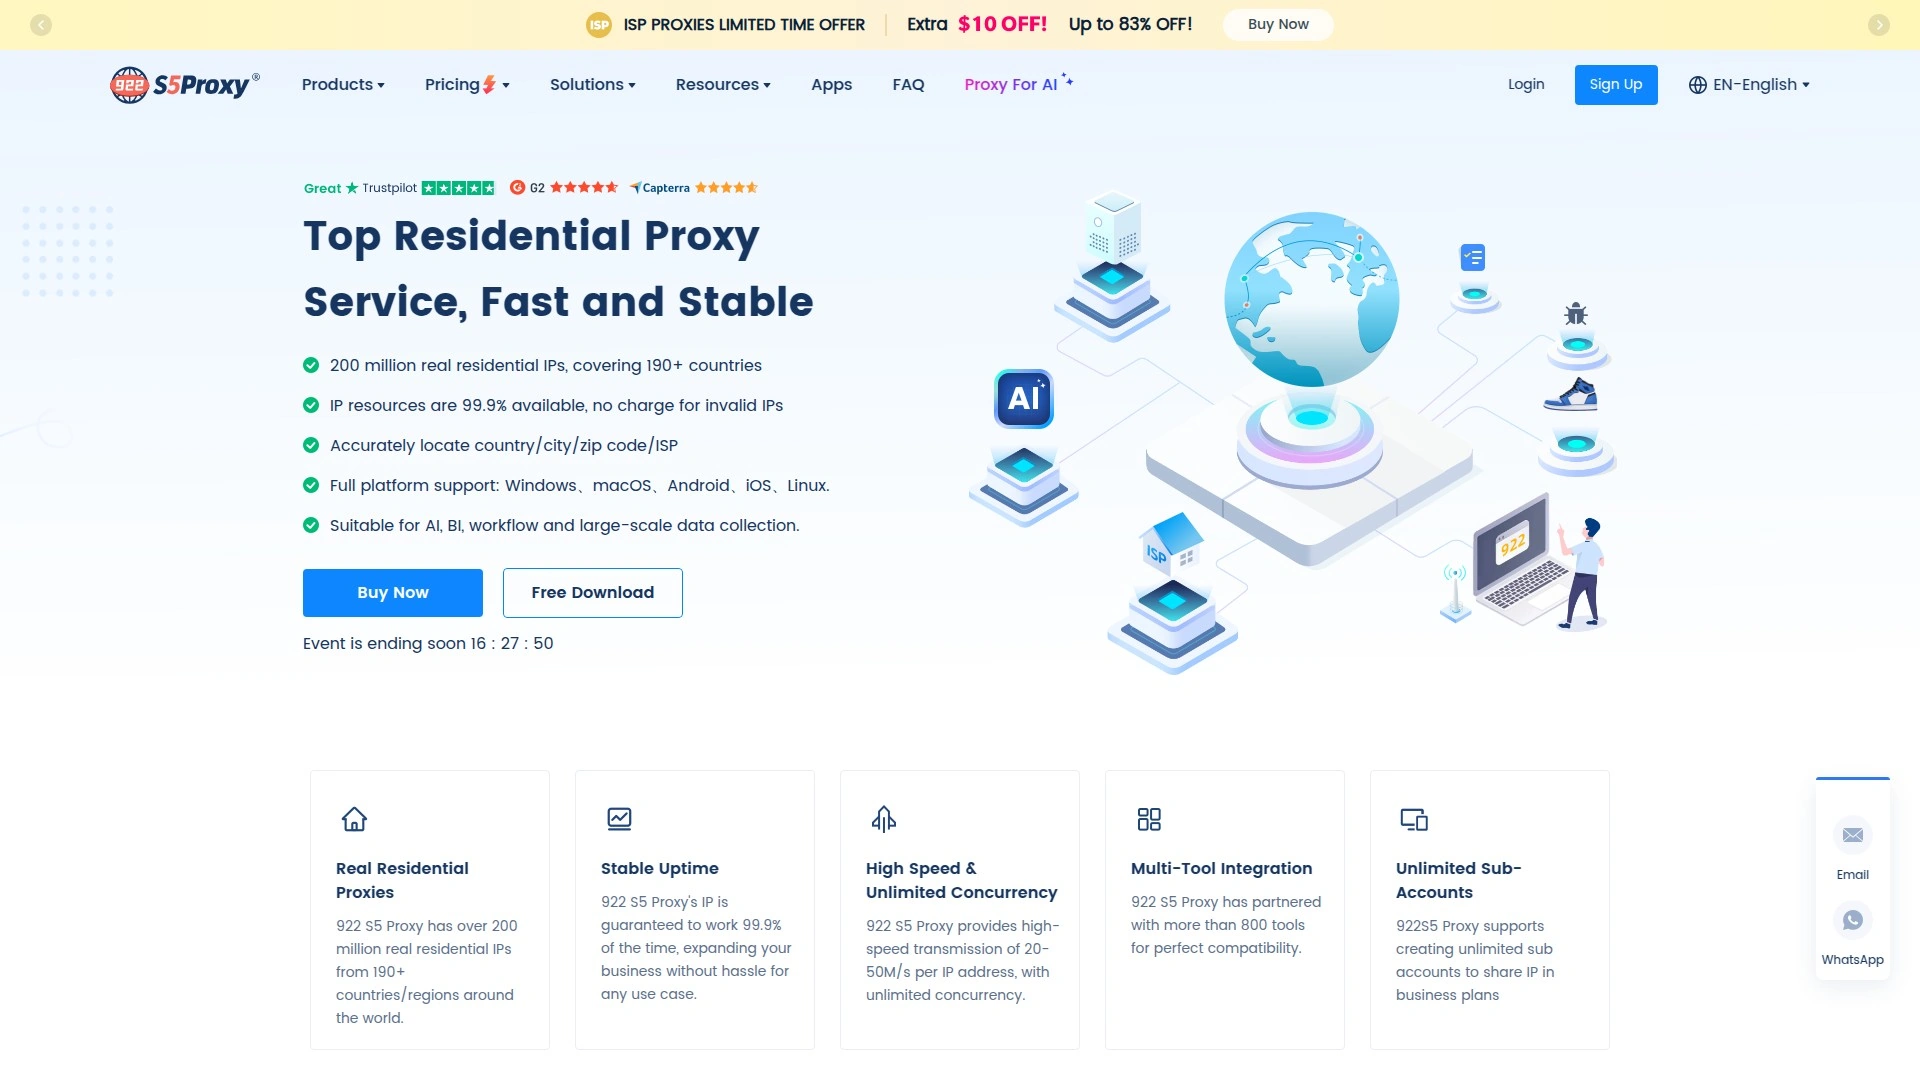 ISP ISP PROXIES LIMITED TIME OFFER Extra $10 OFF! Up to 83% OFF! Buy Now
922 S5Proxy® Products Pricing Solutions Resources Apps FAQ Proxy For AI Login Sign Up EN-English
Great Trustpilot G2 Capterra
Top Residential Proxy
Service, Fast and Stable
200 million real residential IPs, covering 190+ countries
IP resources are 99.9% available, no charge for invalid IPs
Accurately locate country/city/zip code/ISP
Full platform support: Windows、macOS、Android、iOS、Linux.
Suitable for AI, BI, workflow and large-scale data collection.
Buy Now Free Download
Event is ending soon 16 : 27 : 50
AI
ISP
922
Real Residential
Proxies
922 S5 Proxy has over 200
million real residential IPs
from 190+
countries/regions around
the world.
Stable Uptime
922 S5 Proxy's IP is
guaranteed to work 99.9%
of the time, expanding your
business without hassle for
any use case.
High Speed &
Unlimited Concurrency
922 S5 Proxy provides high-
speed transmission of 20-
50M/s per IP address, with
unlimited concurrency.
Multi-Tool Integration
922 S5 Proxy has partnered
with more than 800 tools
for perfect compatibility.
Unlimited Sub-
Accounts
922S5 Proxy supports
creating unlimited sub
accounts to share IP in
business plans
Email
WhatsApp